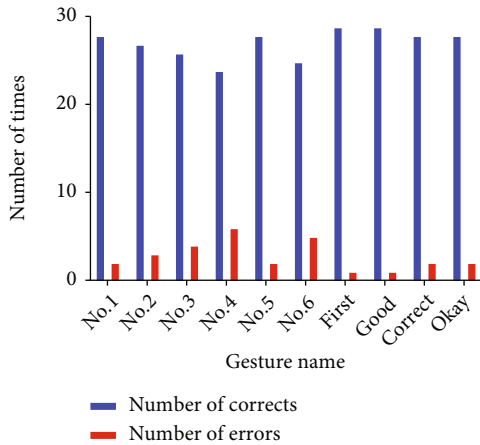 30
20
10
0
Number of times
No.1
No.2
No.3
No.4
No.5
No.6
First
Good
Correct
Okay
Gesture name
Number of corrects
Number of errors